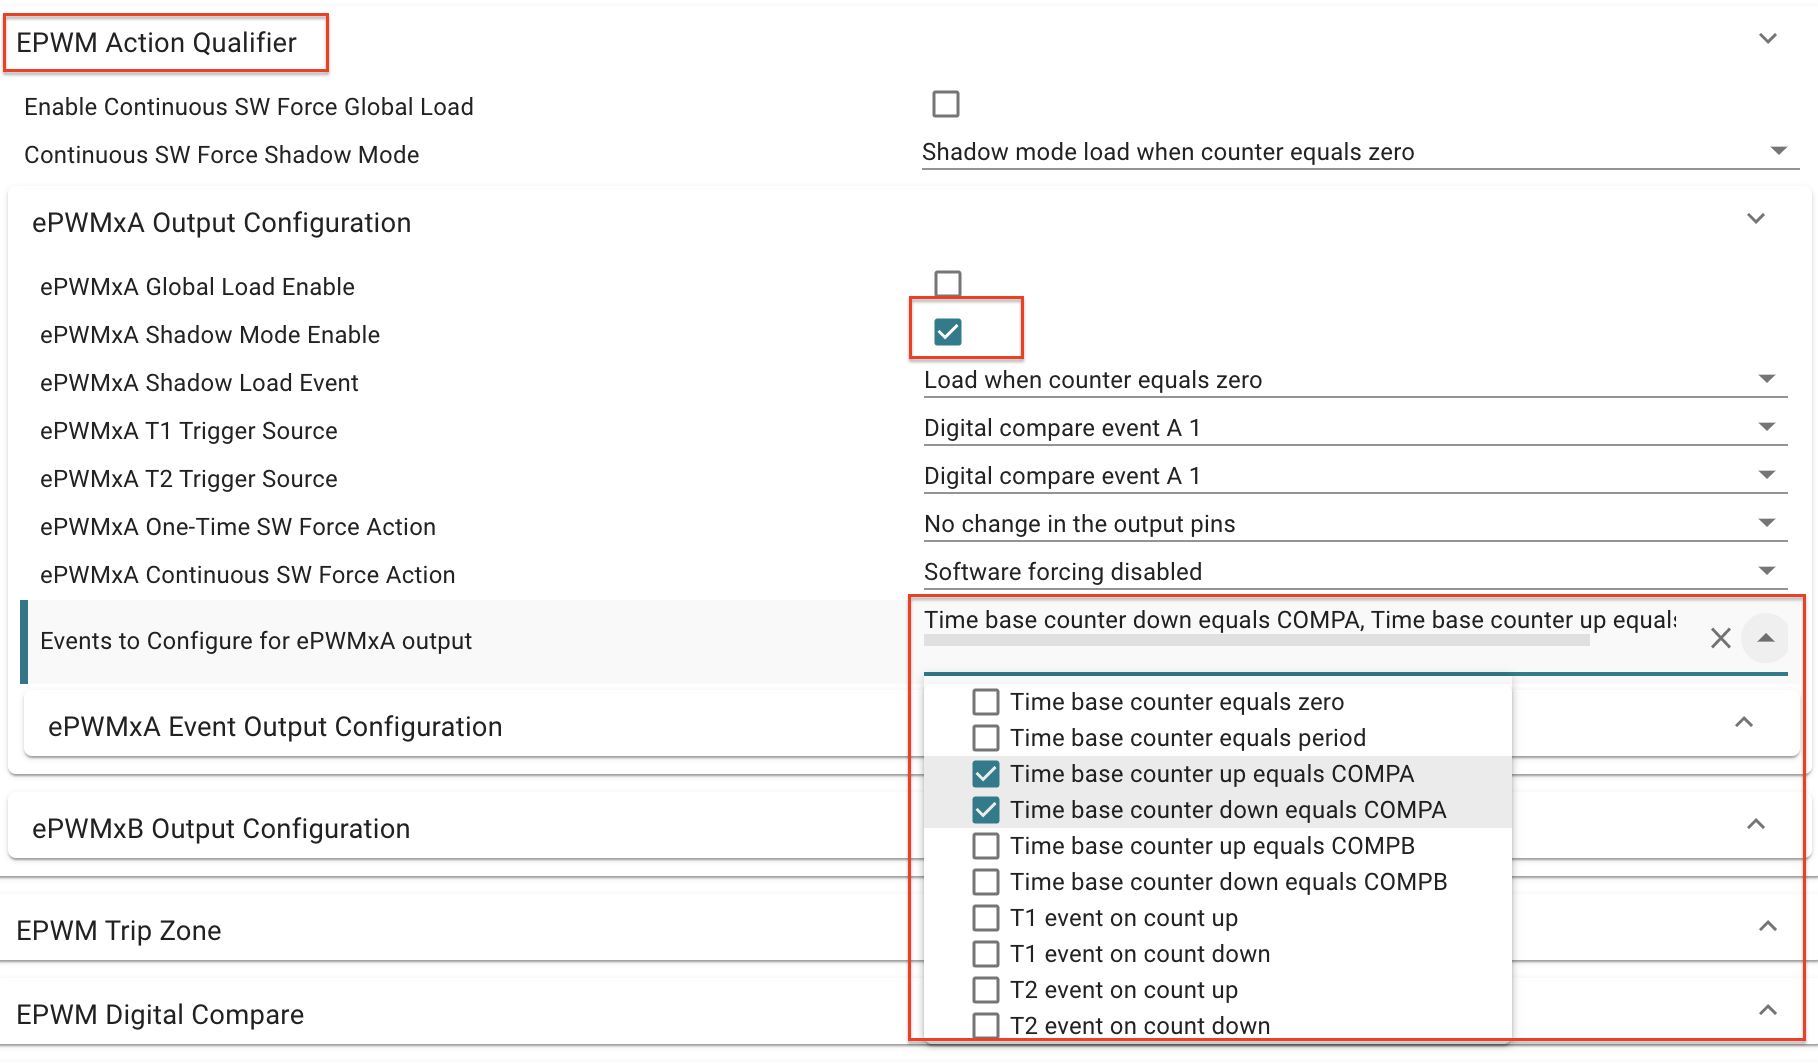 EPWM Action Qualifier
Enable Continuous SW Force Global Load
Continuous SW Force Shadow Mode
Shadow mode load when counter equals zero
ePWMxA Output Configuration
ePWMxA Global Load Enable
ePWMxA Shadow Mode Enable
ePWMxA Shadow Load Event
Load when counter equals zero
ePWMxA T1 Trigger Source
Digital compare event A 1
ePWMxA T2 Trigger Source
Digital compare event A 1
ePWMxA One-Time SW Force Action
No change in the output pins
ePWMxA Continuous SW Force Action
Software forcing disabled
Events to Configure for ePWMxA output
Time base counter down equals COMPA, Time base counter up equals
Time base counter equals zero
Time base counter equals period
Time base counter up equals COMPA
Time base counter down equals COMPA
Time base counter up equals COMPB
Time base counter down equals COMPB
T1 event on count up
T1 event on count down
T2 event on count up
T2 event on count down
ePWMxA Event Output Configuration
ePWMxB Output Configuration
EPWM Trip Zone
EPWM Digital Compare